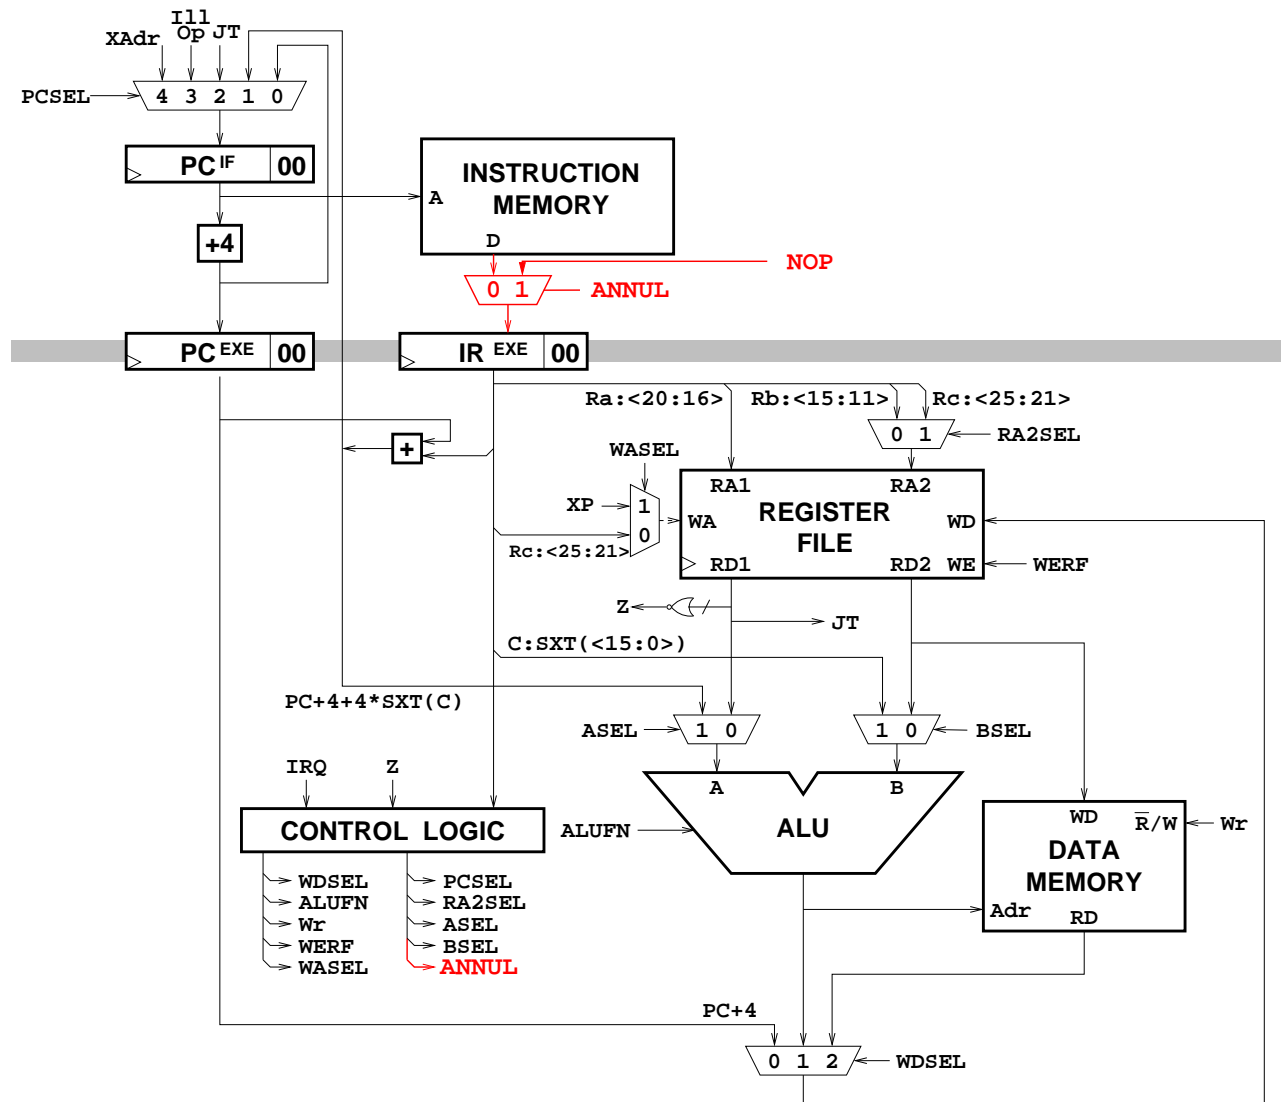 Ill
XAdr Op JT
PCSEL 4 3 2 1 0
PC IF 00
INSTRUCTION
MEMORY
A
D
+4
NOP
0 1 ANNUL
PC EXE 00 IR EXE 00
Ra:<20:16> Rb:<15:11> Rc:<25:21>
+ 0 1 RA2SEL
WASEL
RA1 RA2
XP 1
REGISTER
FILE
WA WD
0
Rc:<25:21>
RD1 RD2 WE WERF
Z JT
C:SXT(<15:0>)
PC+4+4*SXT(C)
ASEL 1 0 1 0 BSEL
IRQ Z
A B
CONTROL LOGIC
ALUFN ALU
WD R/W Wr
DATA
MEMORY
Adr RD
WDSEL PCSEL
ALUFN RA2SEL
Wr ASEL
WERF BSEL
WASEL ANNUL
PC+4
0 1 2 WDSEL